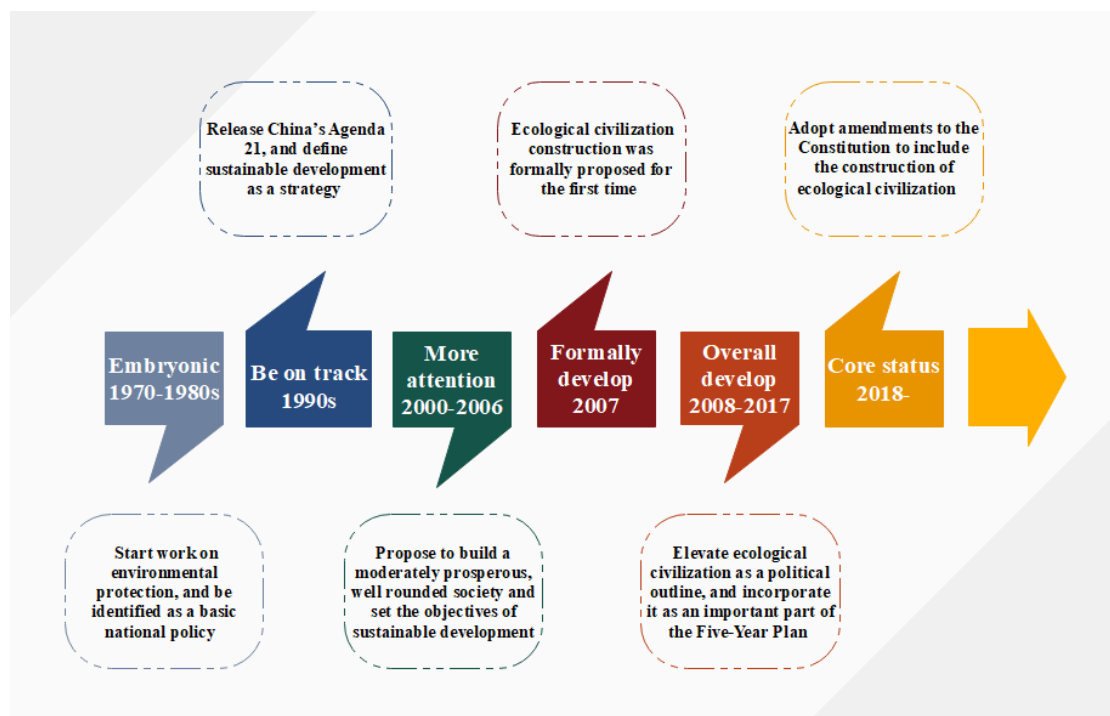 Release China's Agenda
21, and define
sustainable development
as a strategy
Ecological civilization
construction was
formally proposed for
the first time
Adopt amendments to the
Constitution to include
the construction of
ecological civilization
Embryonic
1970-1980s
Be on track
1990s
More
attention
2000-2006
Formally
develop
2007
Overall
develop
2008-2017
Core status
2018-
Start work on
environmental
protection, and be
identified as a basic
national policy
Propose to build a
moderately prosperous,
well rounded society and
set the objectives of
sustainable development
Elevate ecological
civilization as a political
outline, and incorporate
it as an important part of
the Five-Year Plan